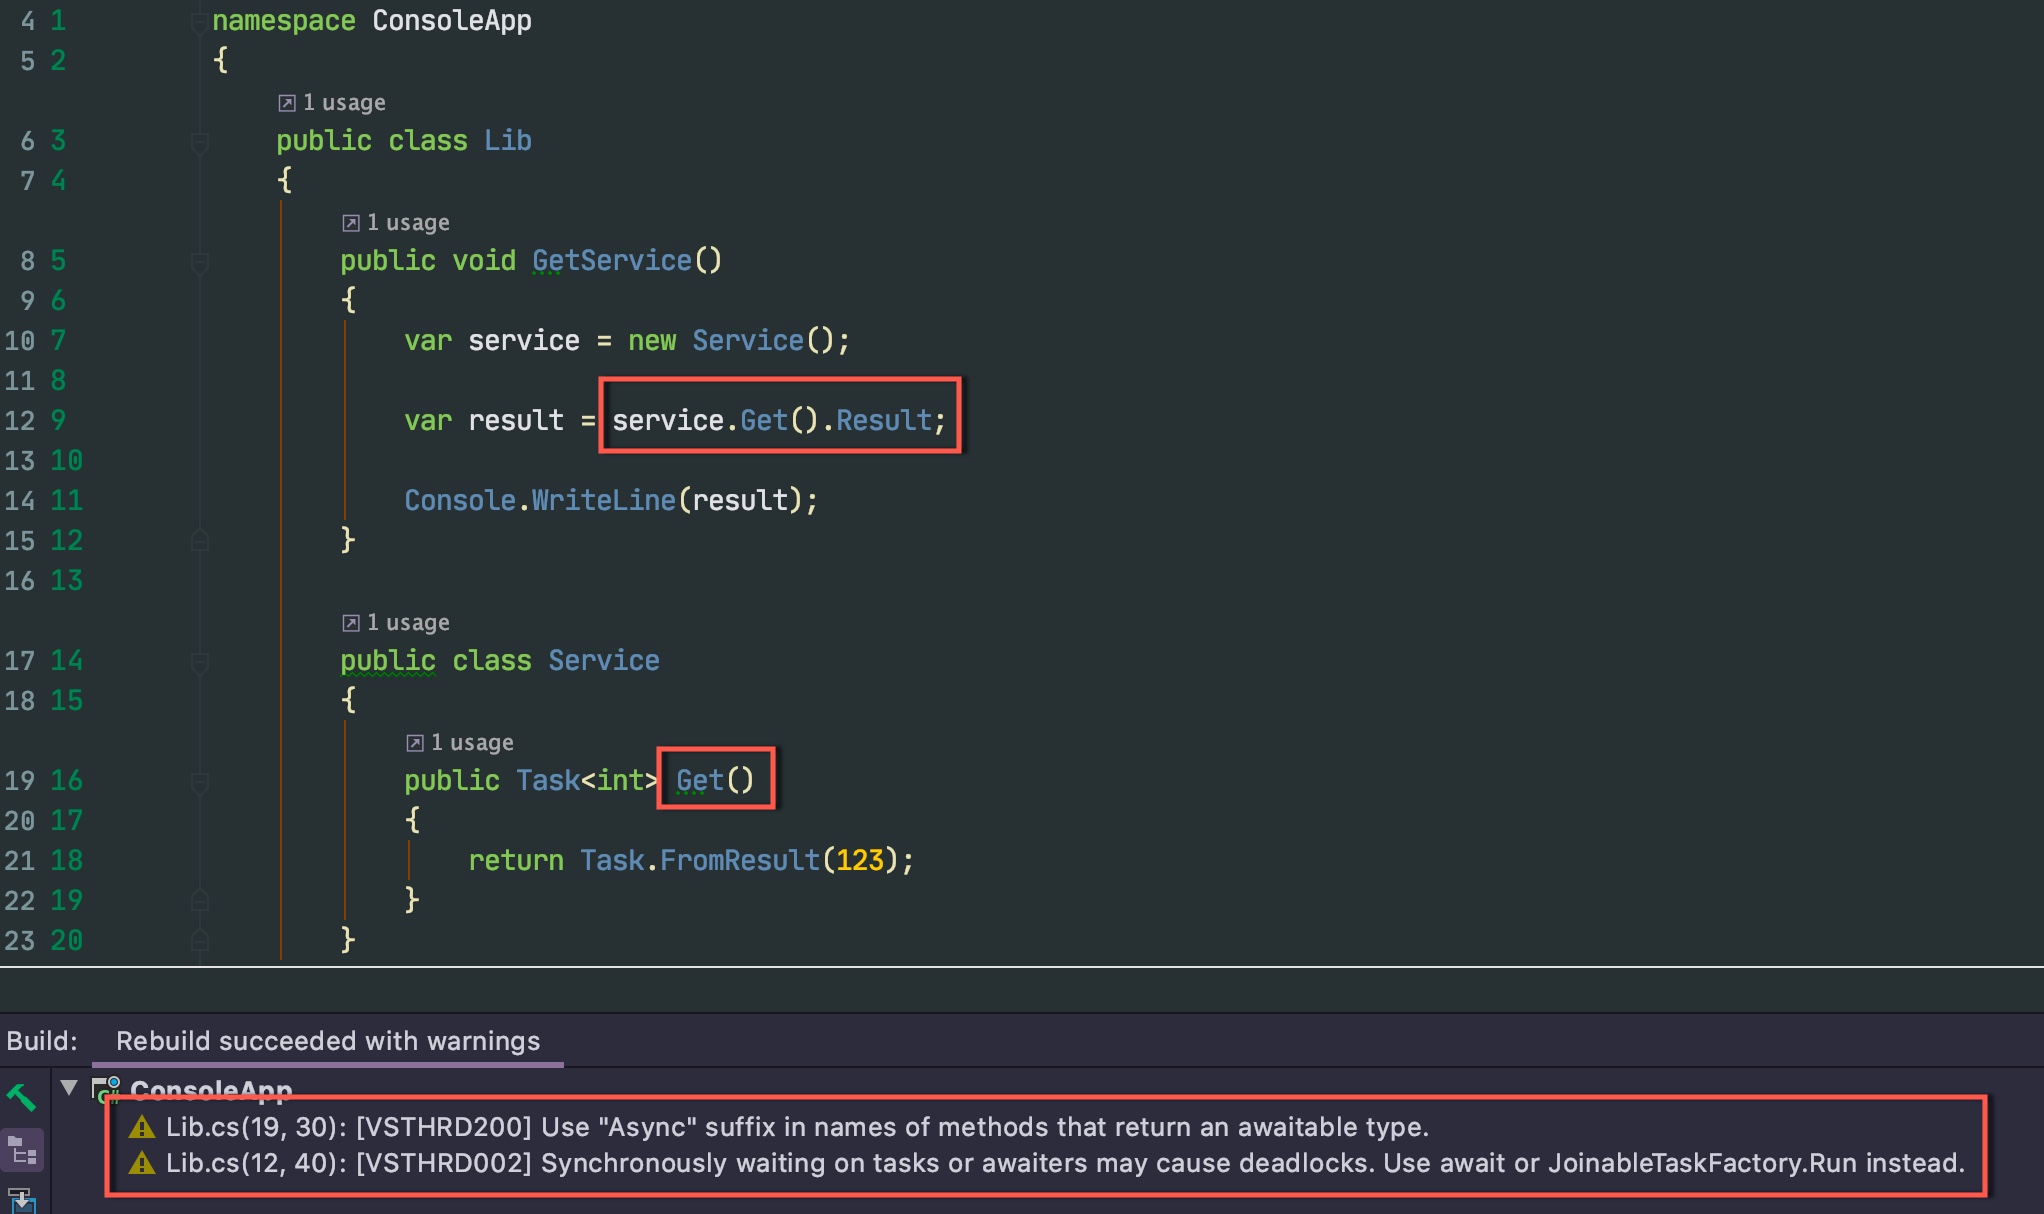 4 1 namespace ConsoleApp
5 2 {
1 usage
6 3 public class Lib
7 4 {
1 usage
8 5 public void GetService()
9 6 {
10 7 var service = new Service();
11 8
12 9 var result = service.Get().Result;
13 10
14 11 Console.WriteLine(result);
15 12 }
16 13
1 usage
17 14 public class Service
18 15 {
1 usage
19 16 public Task<int> Get()
20 17 {
21 18 return Task.FromResult(123);
22 19 }
23 20 }
Build: Rebuild succeeded with warnings
C# ConsoleApp
Lib.cs(19, 30): [VSTHRD200] Use "Async" suffix in names of methods that return an awaitable type.
Lib.cs(12, 40): [VSTHRD002] Synchronously waiting on tasks or awaiters may cause deadlocks. Use await or JoinableTaskFactory.Run instead.